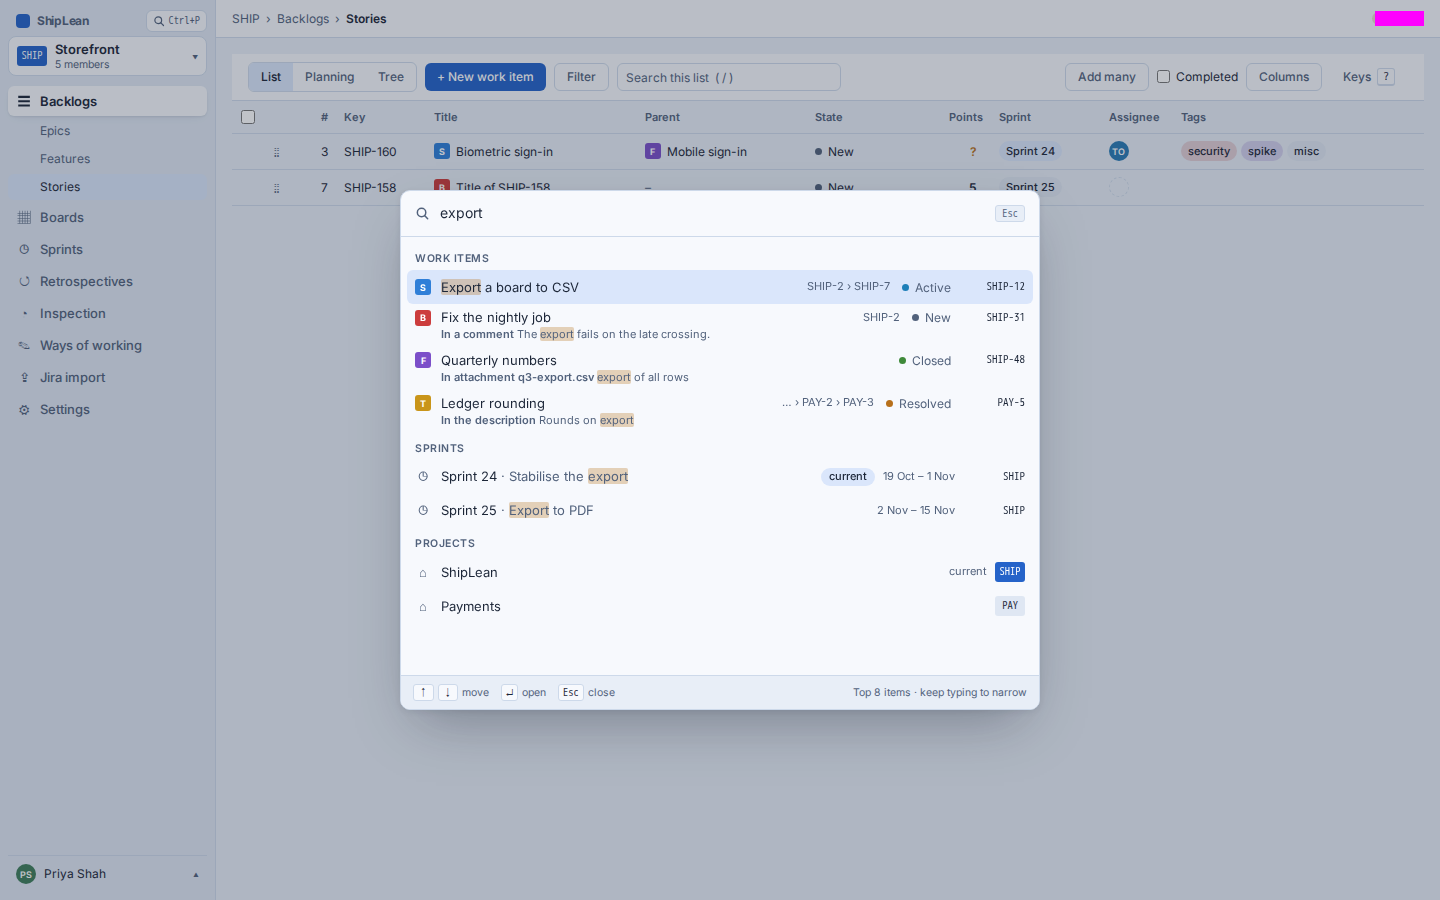 ShipLean
Ctrl+P
SHIP
Storefront
5 members
Backlogs
Epics
Features
Stories
Boards
Sprints
Retrospectives
Inspection
Ways of working
Jira import
Settings
PS Priya Shah
SHIP › Backlogs › Stories
List Planning Tree + New work item Filter Search this list ( / ) Add many Completed Columns Keys ?
# Key Title Parent State Points Sprint Assignee Tags
3 SHIP-160 S Biometric sign-in F Mobile sign-in New ? Sprint 24 TO security spike misc
7 SHIP-158 B Title of SHIP-158 – New 5 Sprint 25
export Esc
WORK ITEMS
S Export a board to CSV SHIP-2 › SHIP-7 Active SHIP-12
B Fix the nightly job SHIP-2 New SHIP-31
In a comment The export fails on the late crossing.
F Quarterly numbers Closed SHIP-48
In attachment q3-export.csv export of all rows
T Ledger rounding … › PAY-2 › PAY-3 Resolved PAY-5
In the description Rounds on export
SPRINTS
Sprint 24 · Stabilise the export current 19 Oct – 1 Nov SHIP
Sprint 25 · Export to PDF 2 Nov – 15 Nov SHIP
PROJECTS
ShipLean current SHIP
Payments PAY
↑ ↓ move ↵ open Esc close Top 8 items · keep typing to narrow